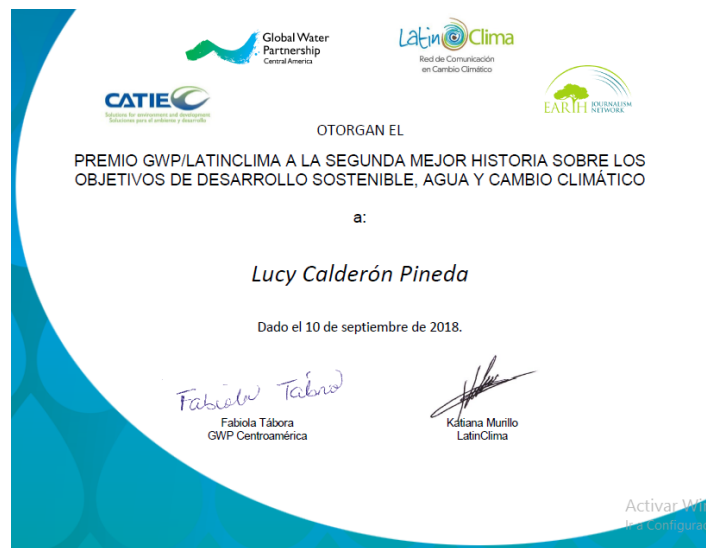 Global Water
Partnership
Central America
LatinClima
Red de Comunicación
en Cambio Climático
CATIE
Solutions for environment and development
Soluciones para el ambiente y desarrollo
EARTH JOURNALISM
NETWORK
OTORGAN EL
PREMIO GWP/LATINCLIMA A LA SEGUNDA MEJOR HISTORIA SOBRE LOS
OBJETIVOS DE DESARROLLO SOSTENIBLE, AGUA Y CAMBIO CLIMÁTICO
a:
Lucy Calderón Pineda
Dado el 10 de septiembre de 2018.
Fabiola Tábora
Fabiola Tábora
GWP Centroamérica
Katiana Murillo
LatinClima
Activar Wi
Ir a Configurac